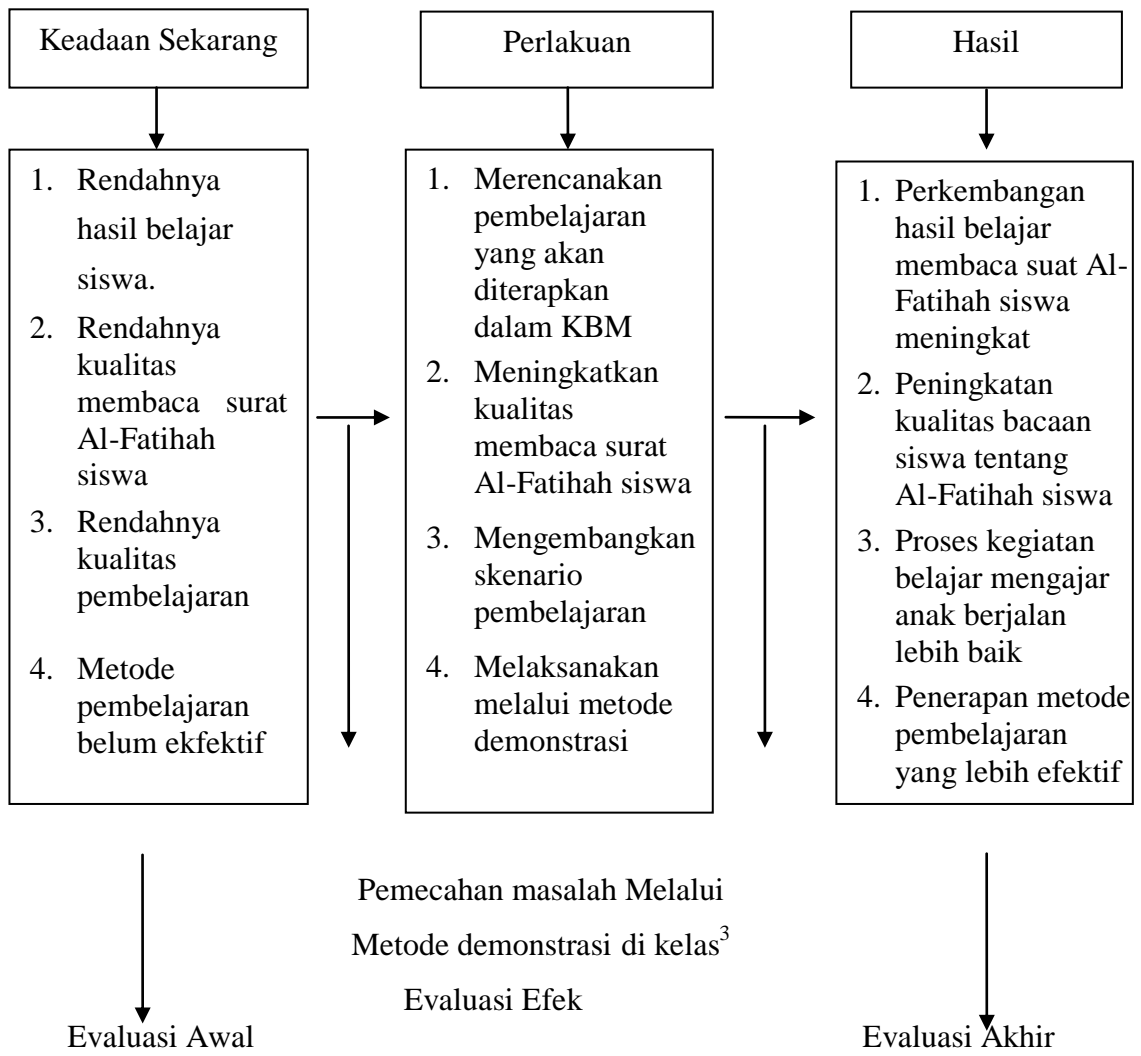 Keadaan Sekarang
Perlakuan
Hasil
1. Rendahnya
hasil belajar
siswa.
2. Rendahnya
kualitas
membaca surat
Al-Fatihah
siswa
3. Rendahnya
kualitas
pembelajaran
4. Metode
pembelajaran
belum ekfektif
1. Merencanakan
pembelajaran
yang akan
diterapkan
dalam KBM
2. Meningkatkan
kualitas
membaca surat
Al-Fatihah siswa
3. Mengembangkan
skenario
pembelajaran
4. Melaksanakan
melalui metode
demonstrasi
1. Perkembangan
hasil belajar
membaca suat Al-
Fatihah siswa
meningkat
2. Peningkatan
kualitas bacaan
siswa tentang
Al-Fatihah siswa
3. Proses kegiatan
belajar mengajar
anak berjalan
lebih baik
4. Penerapan metode
pembelajaran
yang lebih efektif
Pemecahan masalah Melalui
Metode demonstrasi di kelas3
Evaluasi Efek
Evaluasi Awal
Evaluasi Akhir